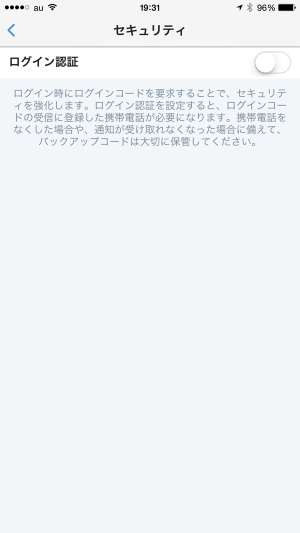 au 19:31 96%
セキュリティ
ログイン認証
ログイン時にログインコードを要求することで、セキュリテ
ィを強化します。ログイン認証を設定すると、ログインコー
ドの受信に登録した携帯電話が必要になります。携帯電話を
なくした場合や、通知が受け取れなくなった場合に備えて、
バックアップコードは大切に保管してください。